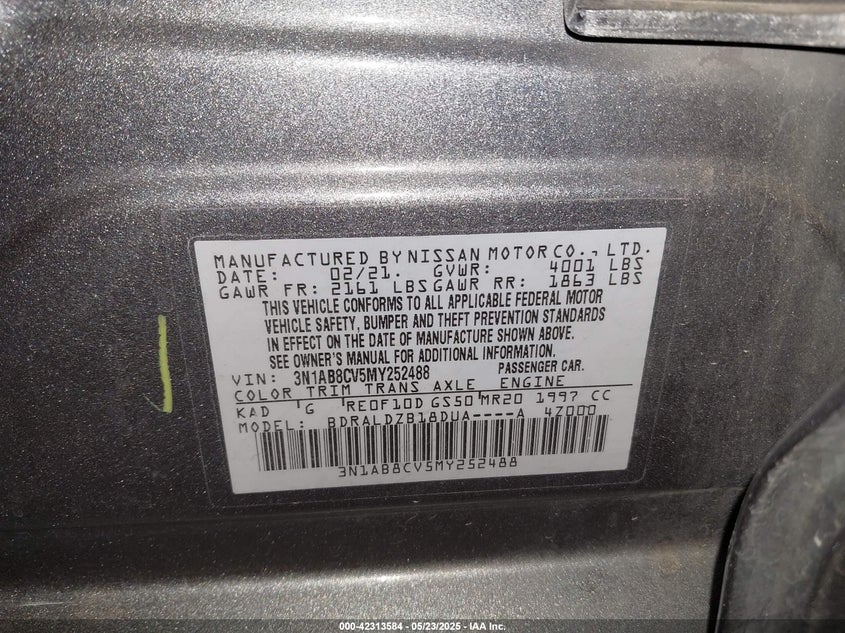 MANUFACTURED BY NISSAN MOTOR CO., LTD.
DATE: 02/21. GVWR: 4001 LBS
GAWR FR: 2161 LBS GAWR RR: 1863 LBS
THIS VEHICLE CONFORMS TO ALL APPLICABLE FEDERAL MOTOR
VEHICLE SAFETY, BUMPER AND THEFT PREVENTION STANDARDS
IN EFFECT ON THE DATE OF MANUFACTURE SHOWN ABOVE.
SEE OWNER'S MANUAL FOR ADDITIONAL INFORMATION.
VIN: 3N1AB8CV5MY252488 PASSENGER CAR.
COLOR TRIM TRANS AXLE ENGINE
KAD G RE0F10D GS50 MR20 1997 CC
MODEL: BDRALDZB18DUA----A 4Z000
3N1AB8CV5MY252488
000-42313584 - 05/23/2025 - IAA Inc.